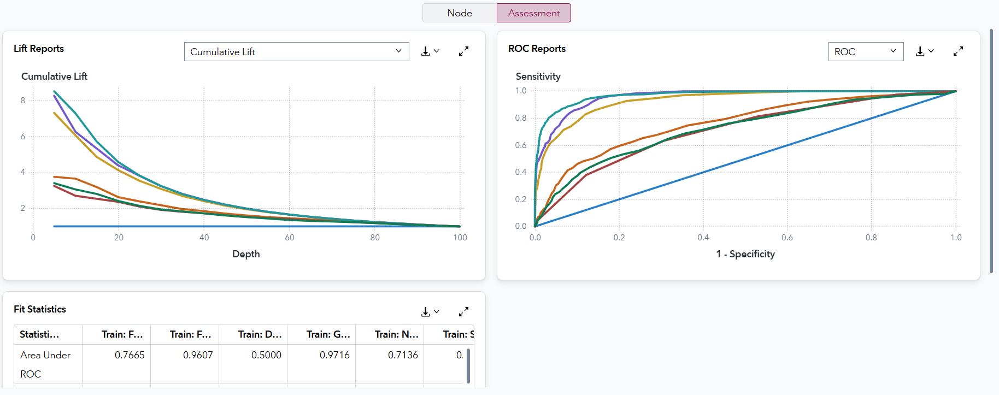 Node Assessment
Lift Reports
Cumulative Lift
Cumulative Lift
8
6
4
2
0 20 40 60 80 100
Depth
ROC Reports
ROC
Sensitivity
1.0
0.8
0.6
0.4
0.2
0.0
0.0 0.2 0.4 0.6 0.8 1.0
1 - Specificity
Fit Statistics
Statisti... Train: F... Train: F... Train: D... Train: G... Train: N... Train: S
Area Under 0.7665 0.9607 0.5000 0.9716 0.7136 0.
ROC